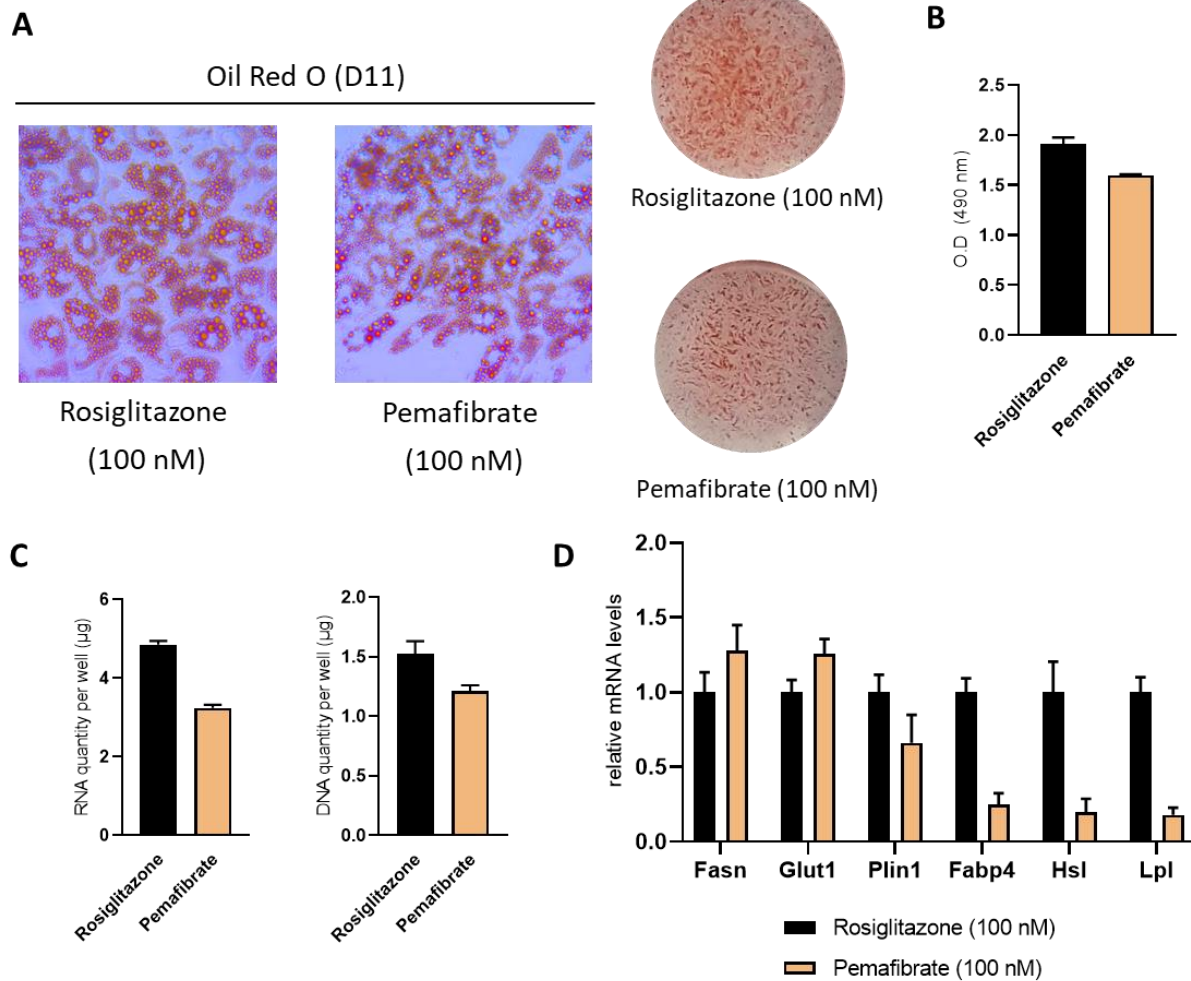 A
Oil Red O (D11)
Rosiglitazone
(100 nM)
Pemafibrate
(100 nM)
Rosiglitazone (100 nM)
Pemafibrate (100 nM)
B
O.D (490 nm)
2.5
2.0
1.5
1.0
0.5
0.0
Rosiglitazone
Pemafibrate
C
RNA quantity per well (µg)
6
4
2
0
Rosiglitazone
Pemafibrate
DNA quantity per well (µg)
2.0
1.5
1.0
0.5
0.0
Rosiglitazone
Pemafibrate
D
relative mRNA levels
2.0
1.5
1.0
0.5
0.0
Fasn Glut1 Plin1 Fabp4 Hsl Lpl
Rosiglitazone (100 nM)
Pemafibrate (100 nM)